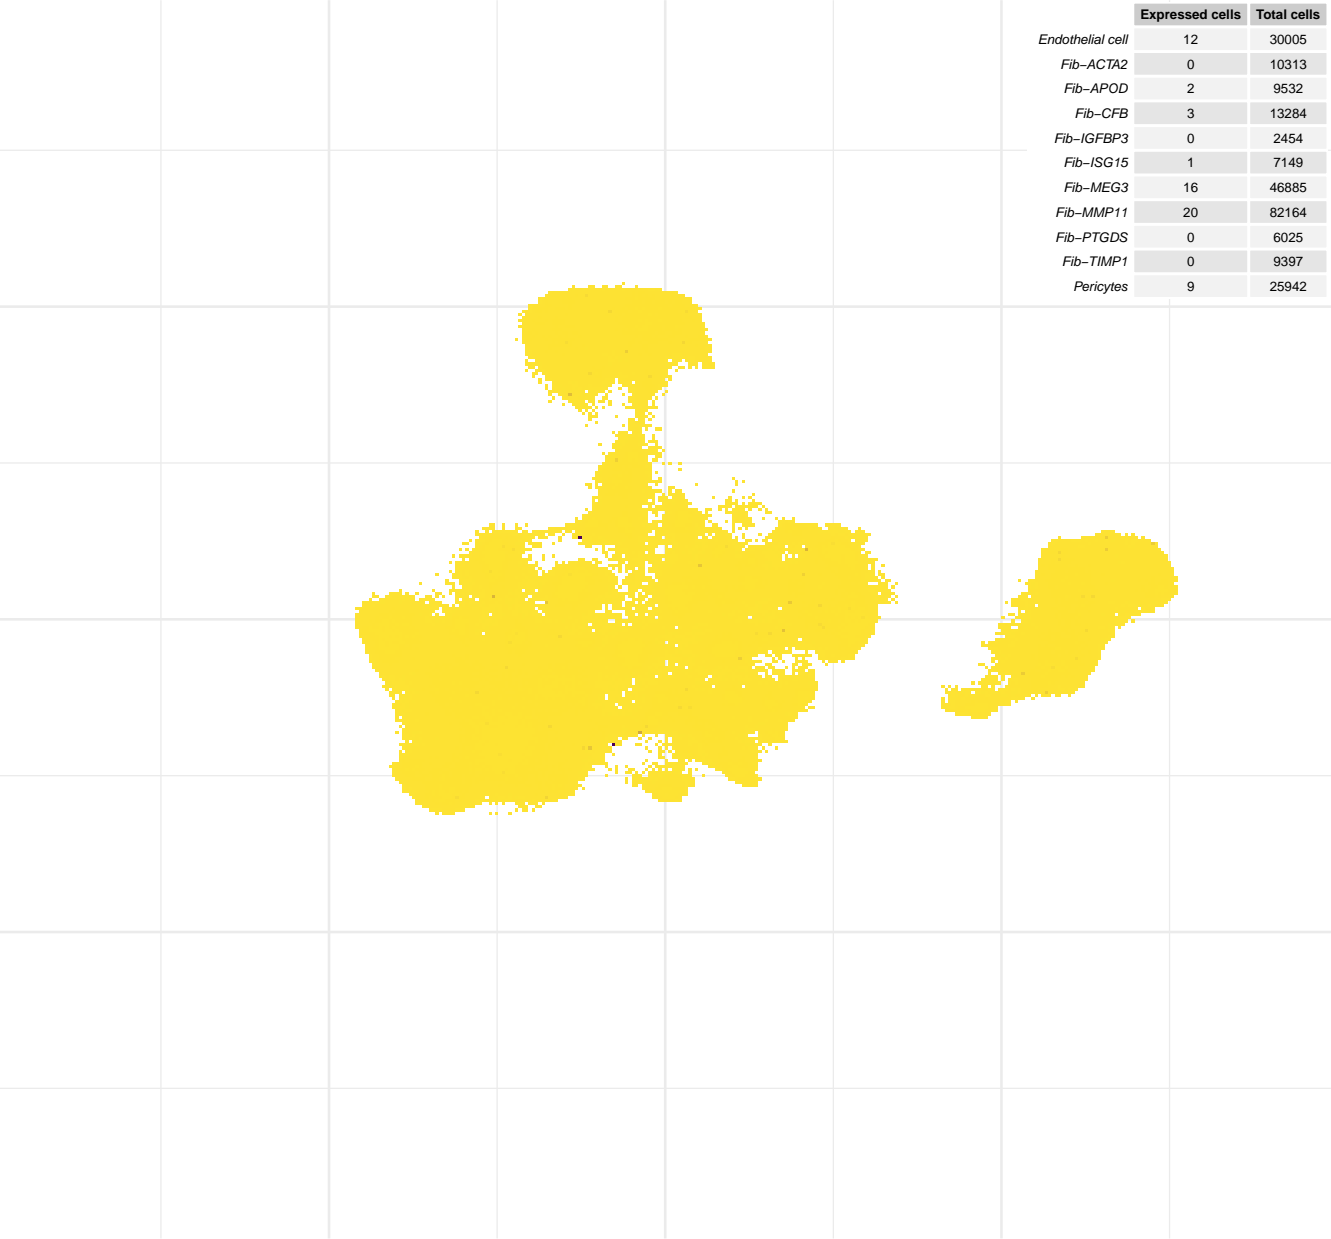 Expressed cells Total cells
Endothelial cell 12 30005
Fib−ACTA2 0 10313
Fib−APOD 2 9532
Fib−CFB 3 13284
Fib−IGFBP3 0 2454
Fib−ISG15 1 7149
Fib−MEG3 16 46885
Fib−MMP11 20 82164
Fib−PTGDS 0 6025
Fib−TIMP1 0 9397
Pericytes 9 25942